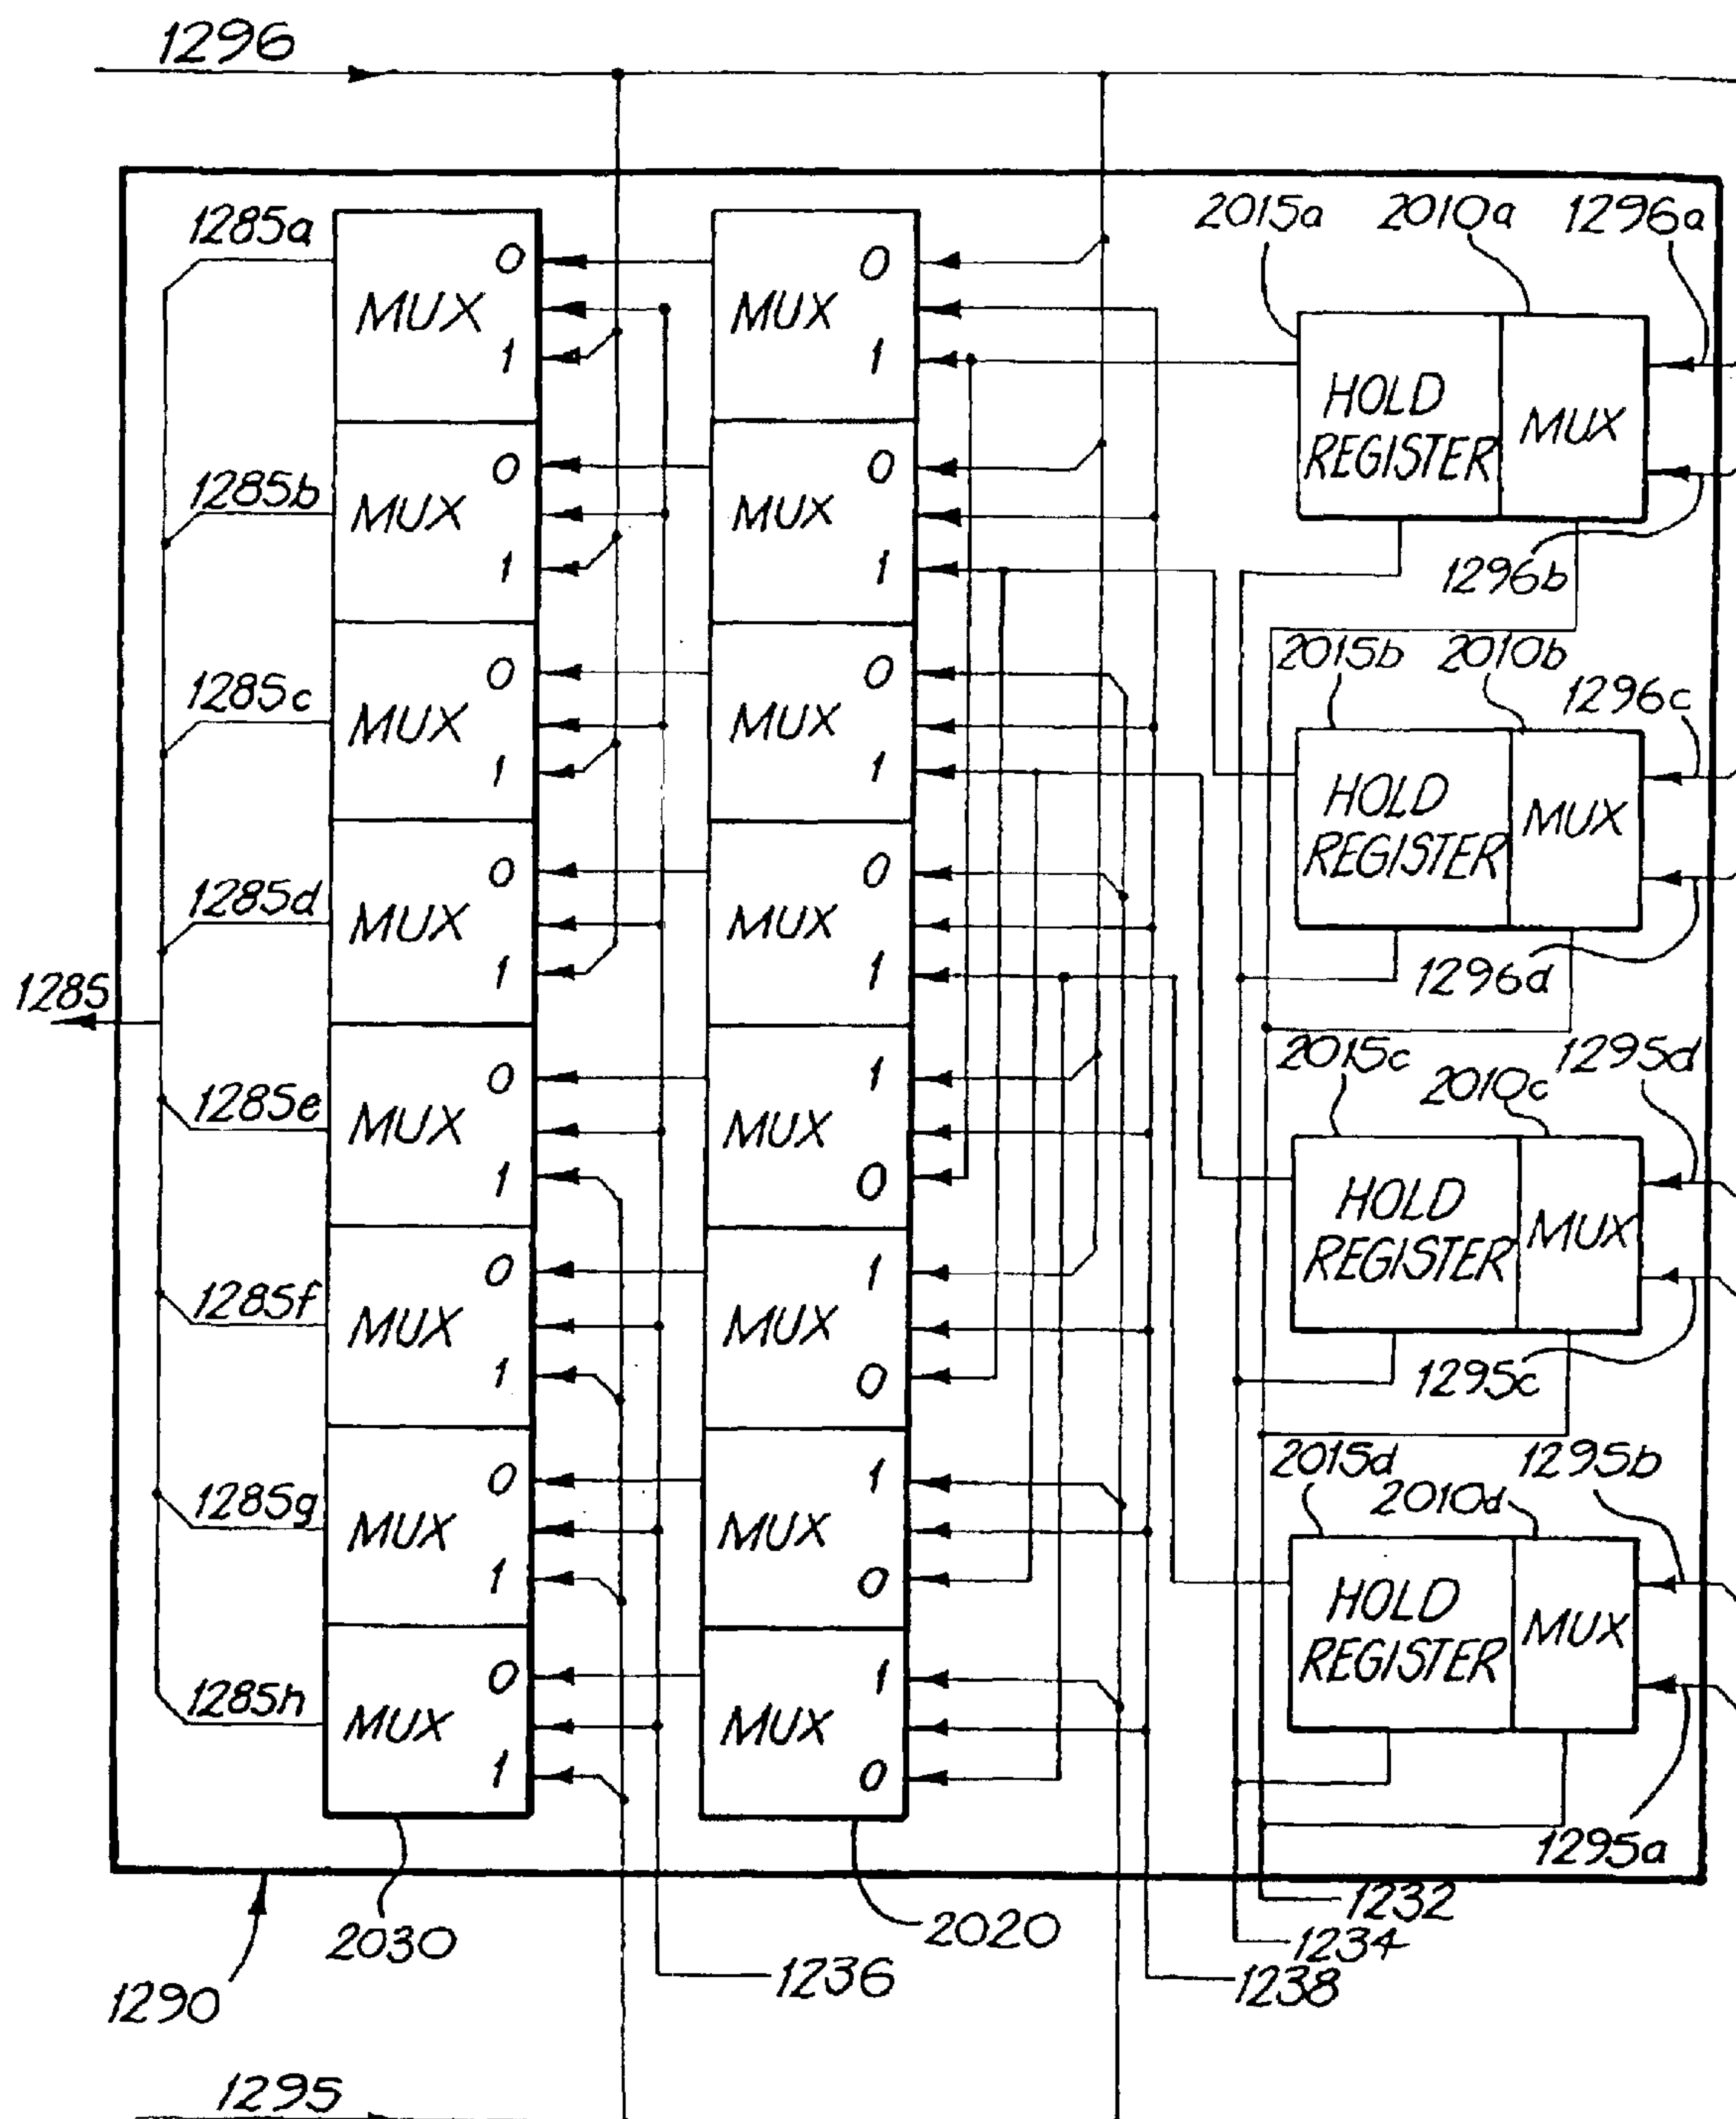 1296
2015a 2010a 1296a
1285a
MUX 0 1
MUX 0 1
HOLD REGISTER MUX
1285b
MUX 0 1
MUX 0 1
1296b
2015b 2010b 1296c
1285c
MUX 0 1
MUX 0 1
HOLD REGISTER MUX
1285d
MUX 0 1
MUX 0 1
1296d
1285
2015c 2010c 1295d
1285e
MUX 0 1
MUX 1 0
HOLD REGISTER MUX
1285f
MUX 0 1
MUX 1 0
1295c
2015d 2010d 1295b
1285g
MUX 0 1
MUX 1 0
HOLD REGISTER MUX
1285h
MUX 0 1
MUX 1 0
1295a
1232
2030
2020
1234
1236
1238
1290
1295